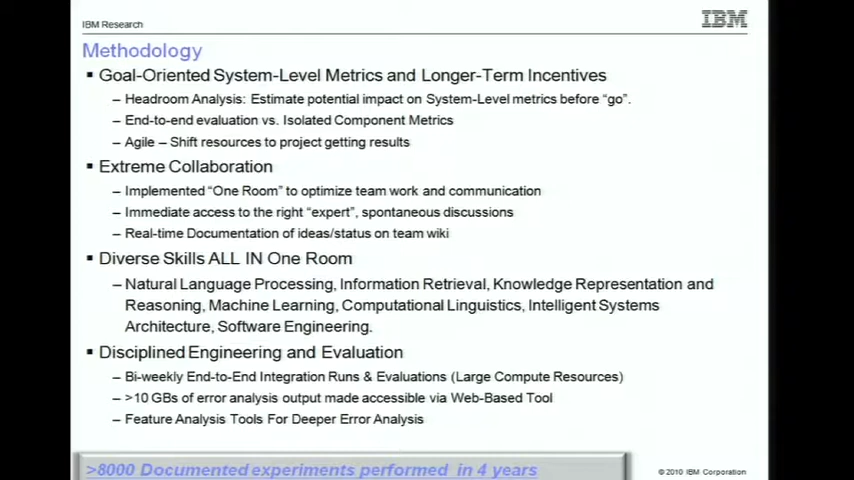 IBM Research
IBM
Methodology
▪ Goal-Oriented System-Level Metrics and Longer-Term Incentives
– Headroom Analysis: Estimate potential impact on System-Level metrics before “go”.
– End-to-end evaluation vs. Isolated Component Metrics
– Agile – Shift resources to project getting results
▪ Extreme Collaboration
– Implemented “One Room” to optimize team work and communication
– Immediate access to the right “expert”, spontaneous discussions
– Real-time Documentation of ideas/status on team wiki
▪ Diverse Skills ALL IN One Room
– Natural Language Processing, Information Retrieval, Knowledge Representation and
Reasoning, Machine Learning, Computational Linguistics, Intelligent Systems
Architecture, Software Engineering.
▪ Disciplined Engineering and Evaluation
– Bi-weekly End-to-End Integration Runs & Evaluations (Large Compute Resources)
– >10 GBs of error analysis output made accessible via Web-Based Tool
– Feature Analysis Tools For Deeper Error Analysis
>8000 Documented experiments performed in 4 years
© 2010 IBM Corporation